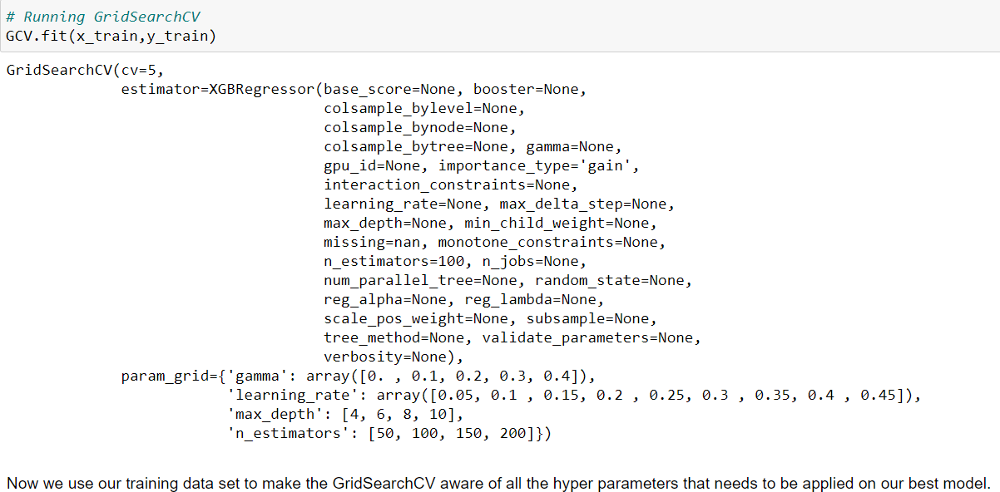 # Running GridSearchCV
GCV.fit(x_train,y_train)
GridSearchCV(cv=5,
estimator=XGBRegressor(base_score=None, booster=None,
colsample_bylevel=None,
colsample_bynode=None,
colsample_bytree=None, gamma=None,
gpu_id=None, importance_type='gain',
interaction_constraints=None,
learning_rate=None, max_delta_step=None,
max_depth=None, min_child_weight=None,
missing=nan, monotone_constraints=None,
n_estimators=100, n_jobs=None,
num_parallel_tree=None, random_state=None,
reg_alpha=None, reg_lambda=None,
scale_pos_weight=None, subsample=None,
tree_method=None, validate_parameters=None,
verbosity=None),
param_grid={'gamma': array([0. , 0.1, 0.2, 0.3, 0.4]),
'learning_rate': array([0.05, 0.1 , 0.15, 0.2 , 0.25, 0.3 , 0.35, 0.4 , 0.45]),
'max_depth': [4, 6, 8, 10],
'n_estimators': [50, 100, 150, 200]})
Now we use our training data set to make the GridSearchCV aware of all the hyper parameters that needs to be applied on our best model.